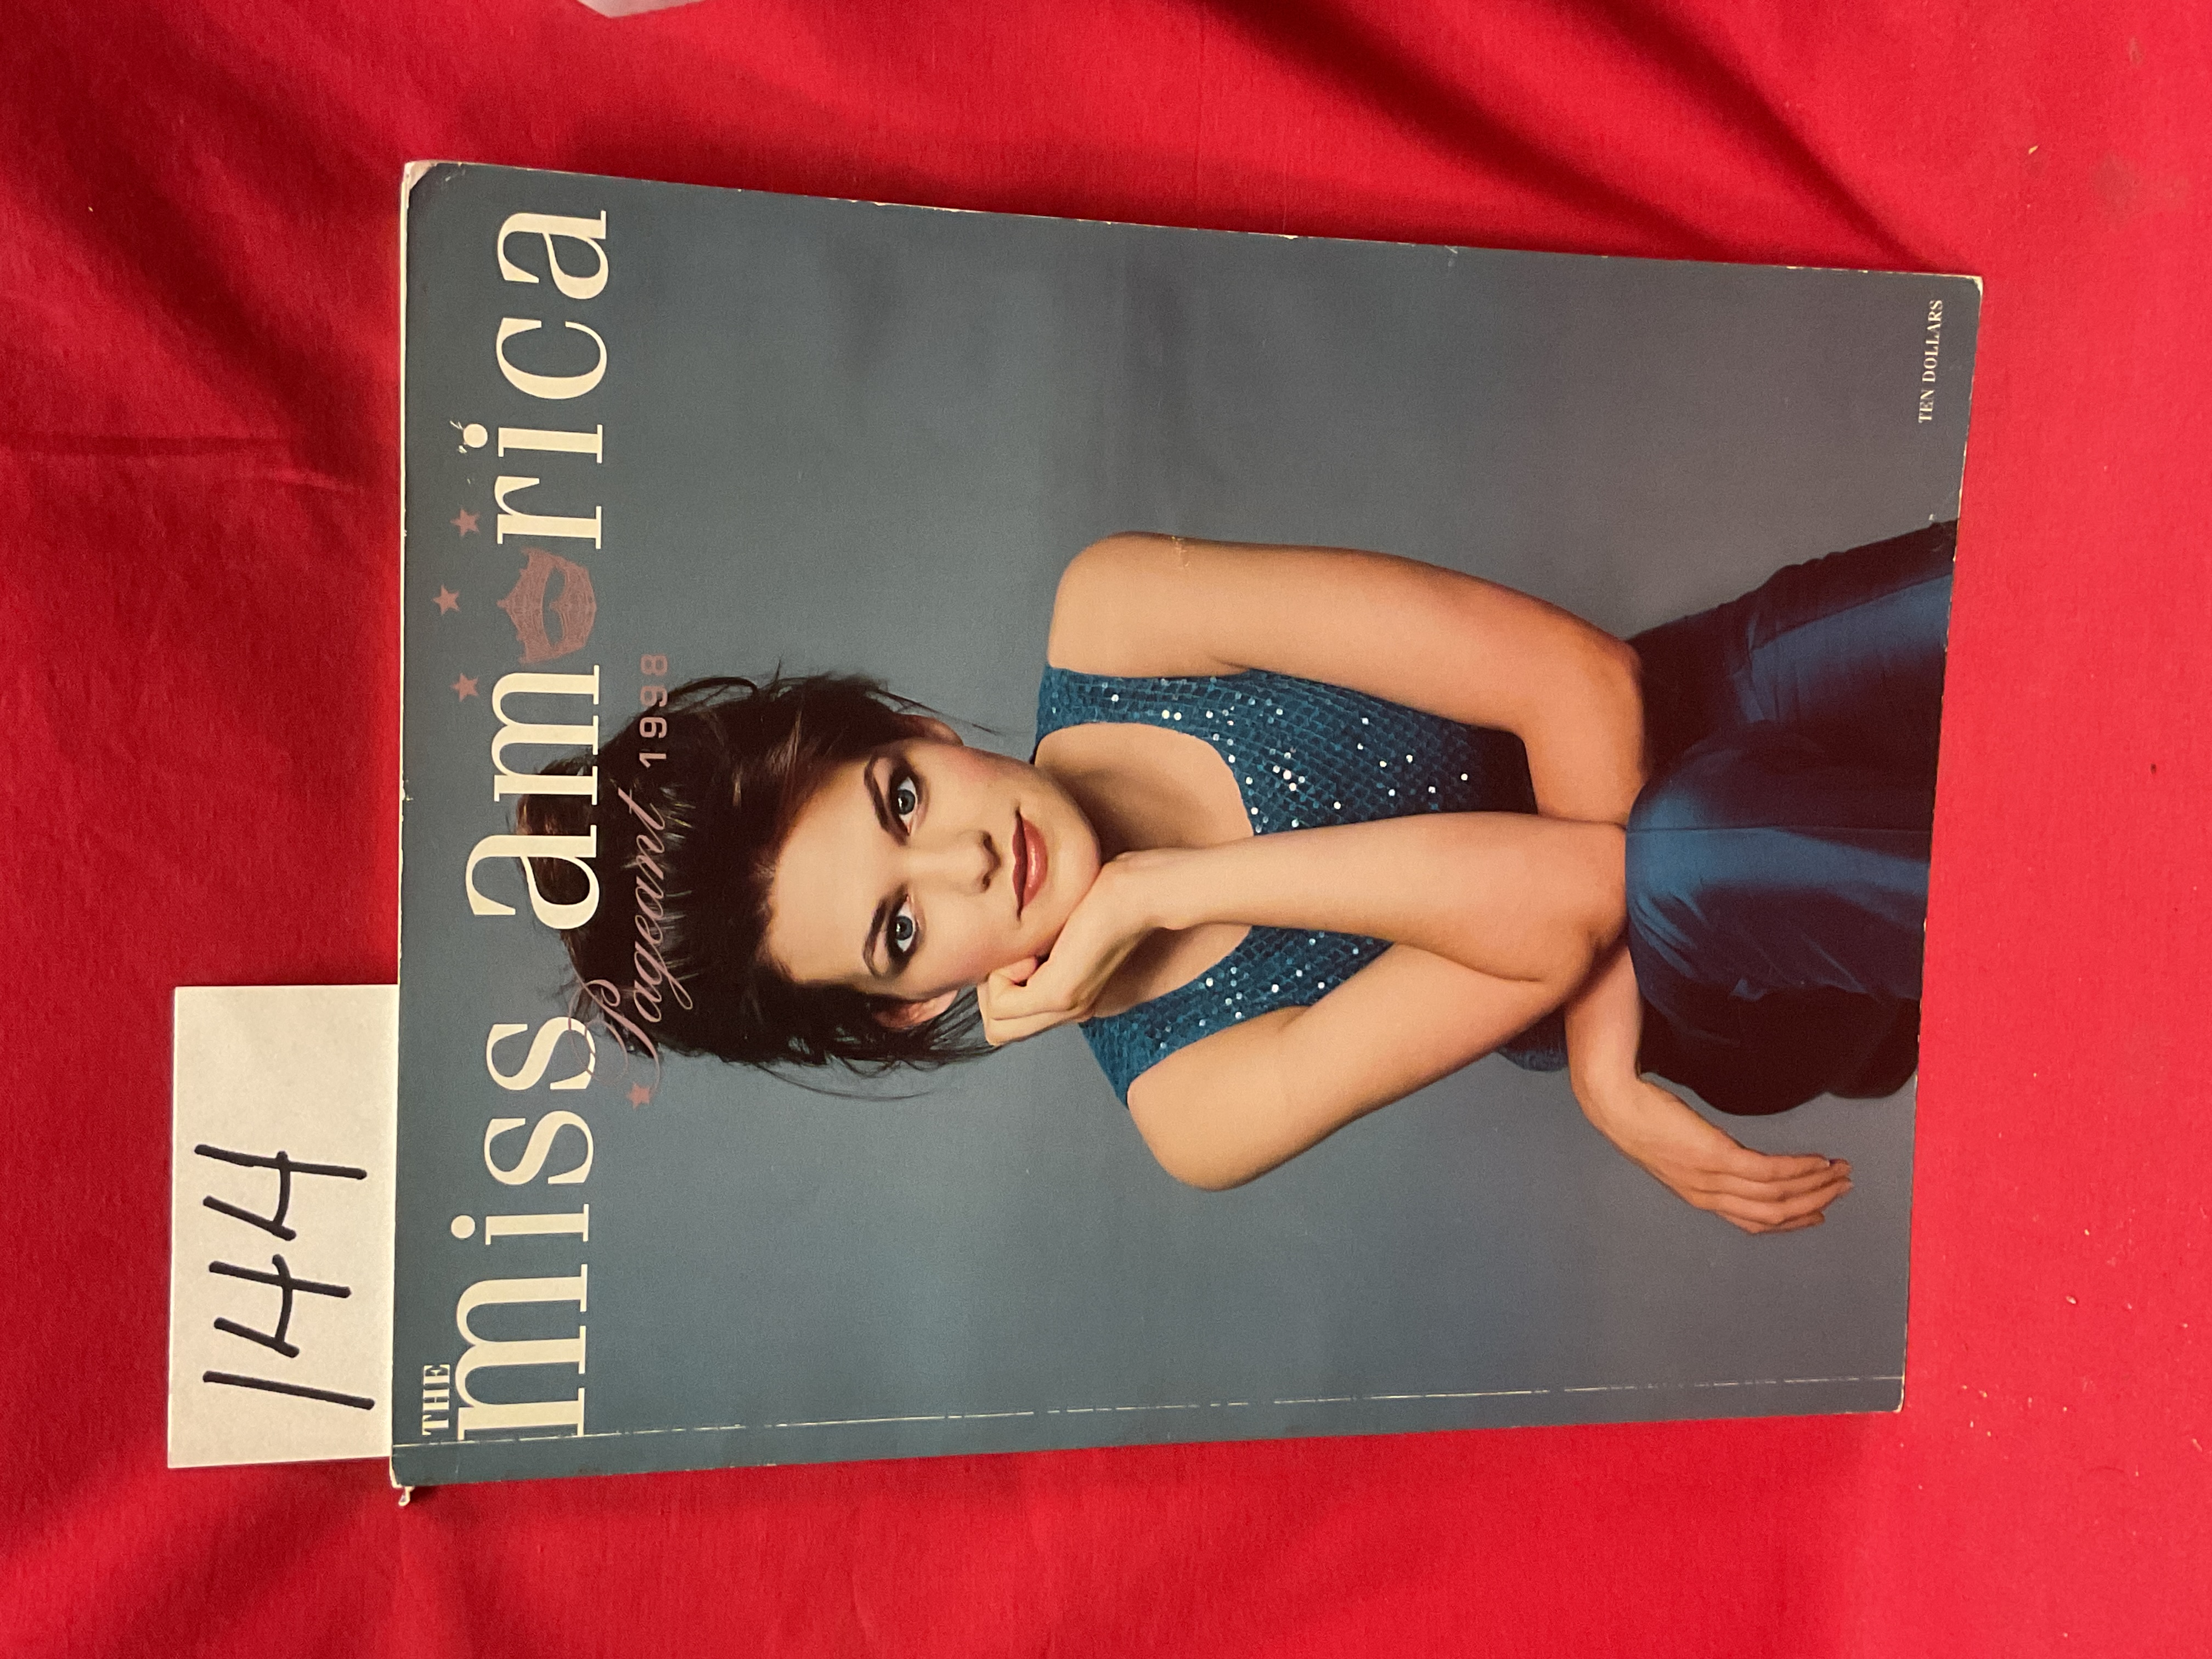 144
THE
miss america
Pageant 1998
TEN DOLLARS